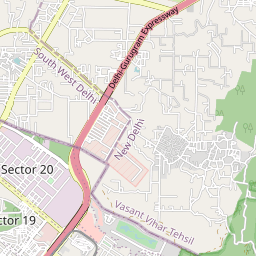 Delhi Gurugram Expressway
South West Delhi
New Delhi
Sector 20
Vasant Vihar Tehsil
ctor 19